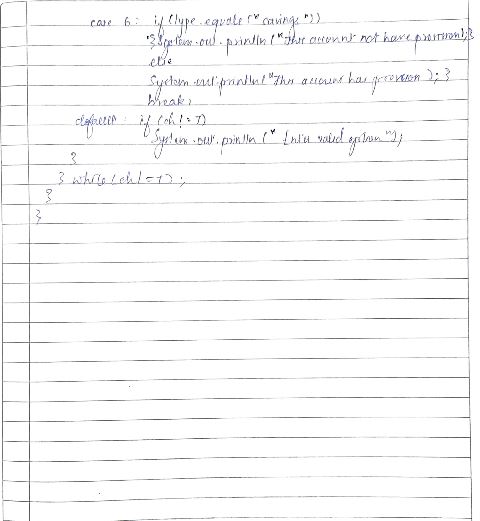 case 6: if (type.equals("savings"))
{System.out.println("This account not have provision");}
else
System.out.println("This account has provision); }
break;
default: if (ch!=7)
System.out.println("Enter valid option");
}
} while(ch!=7);
}
}